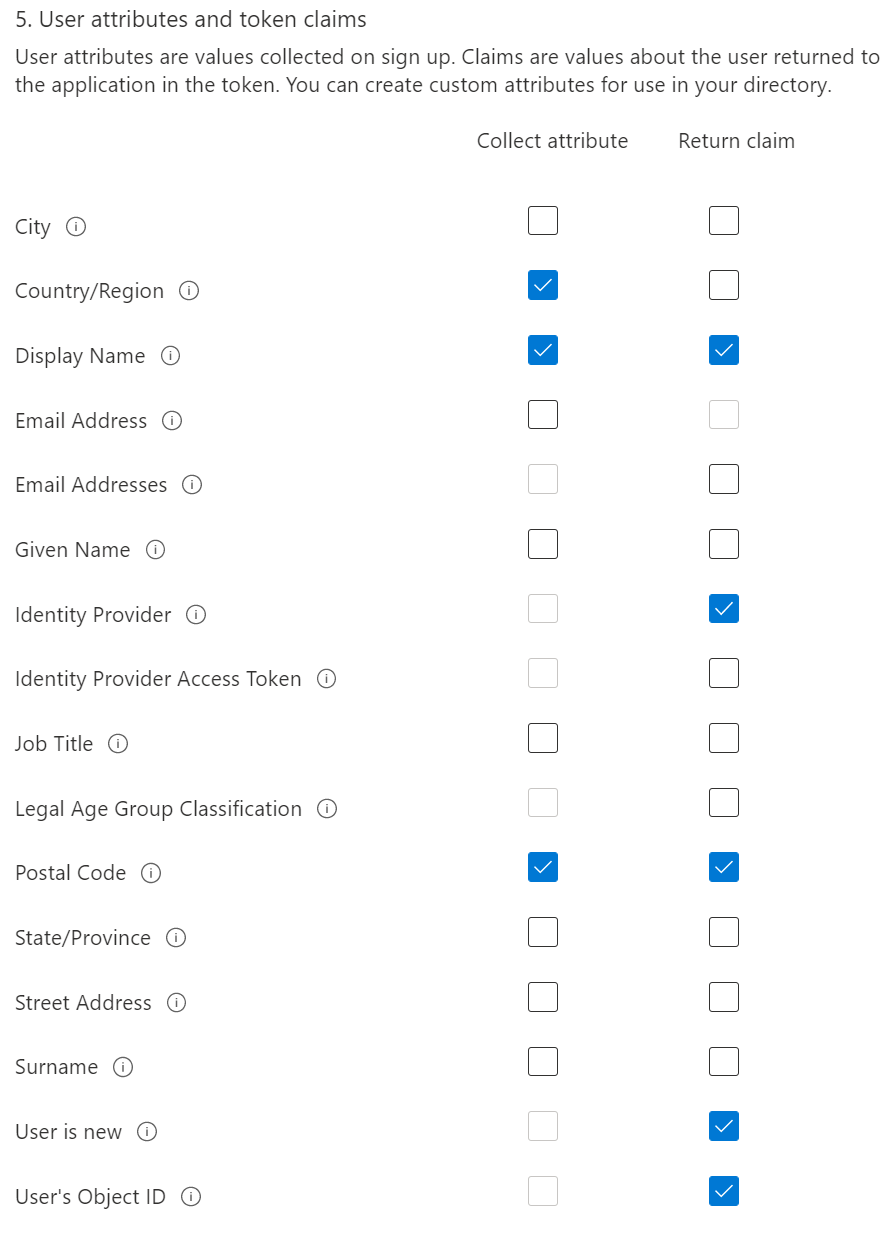 5. User attributes and token claims
User attributes are values collected on sign up. Claims are values about the user returned to
the application in the token. You can create custom attributes for use in your directory.
Collect attribute Return claim
City
Country/Region
Display Name
Email Address
Email Addresses
Given Name
Identity Provider
Identity Provider Access Token
Job Title
Legal Age Group Classification
Postal Code
State/Province
Street Address
Surname
User is new
User's Object ID